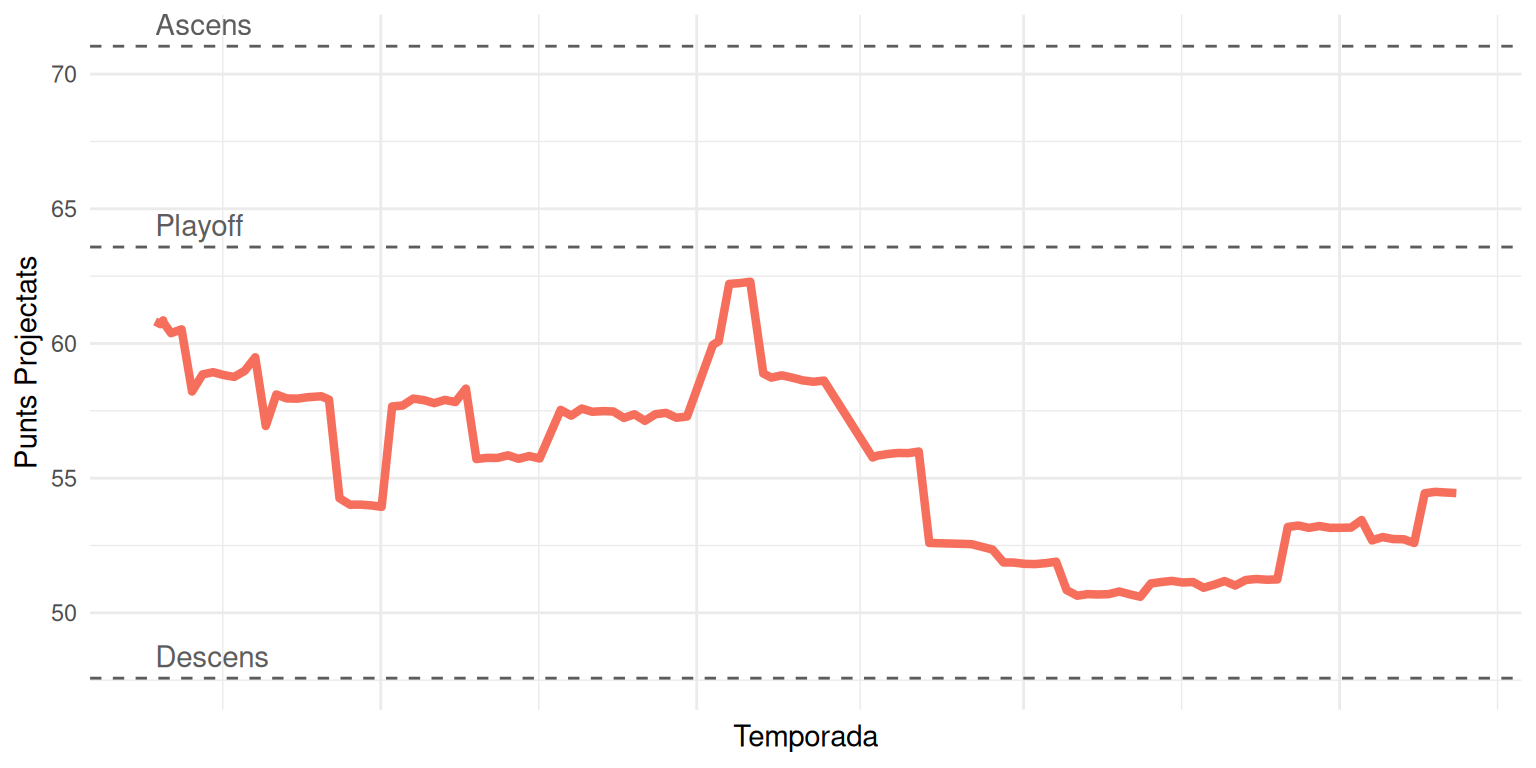 Ascens
70
65
Playoff
Punts Projectats
60
55
50
Descens
Temporada